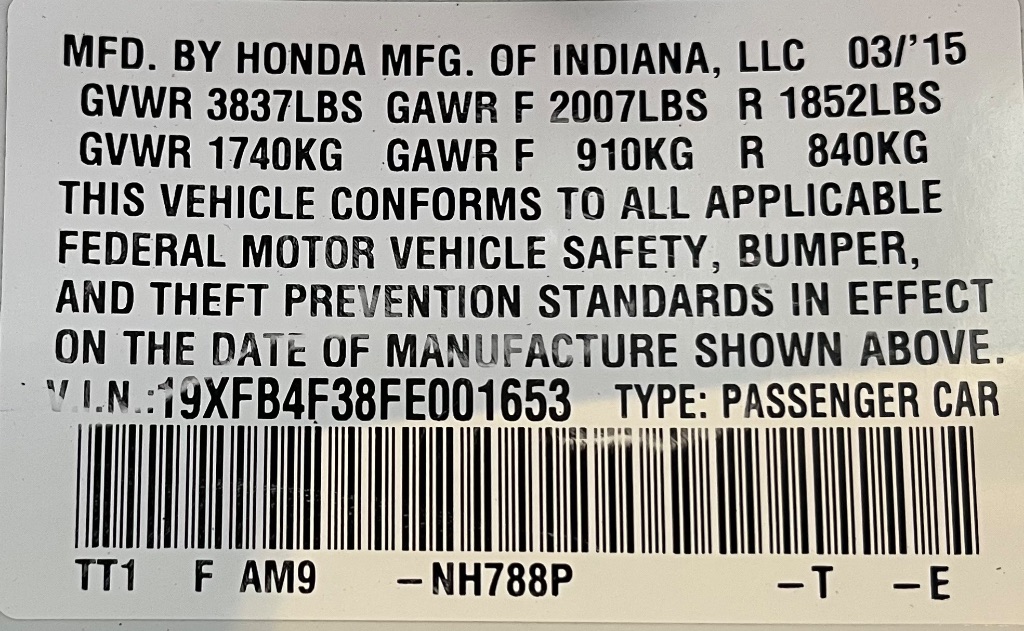 MFD. BY HONDA MFG. OF INDIANA, LLC 03/'15
GVWR 3837LBS GAWR F 2007LBS R 1852LBS
GVWR 1740KG GAWR F 910KG R 840KG
THIS VEHICLE CONFORMS TO ALL APPLICABLE
FEDERAL MOTOR VEHICLE SAFETY, BUMPER,
AND THEFT PREVENTION STANDARDS IN EFFECT
ON THE DATE OF MANUFACTURE SHOWN ABOVE.
V.I.N.:19XFB4F38FE001653 TYPE: PASSENGER CAR
TT1 F AM9 –NH788P –T –E